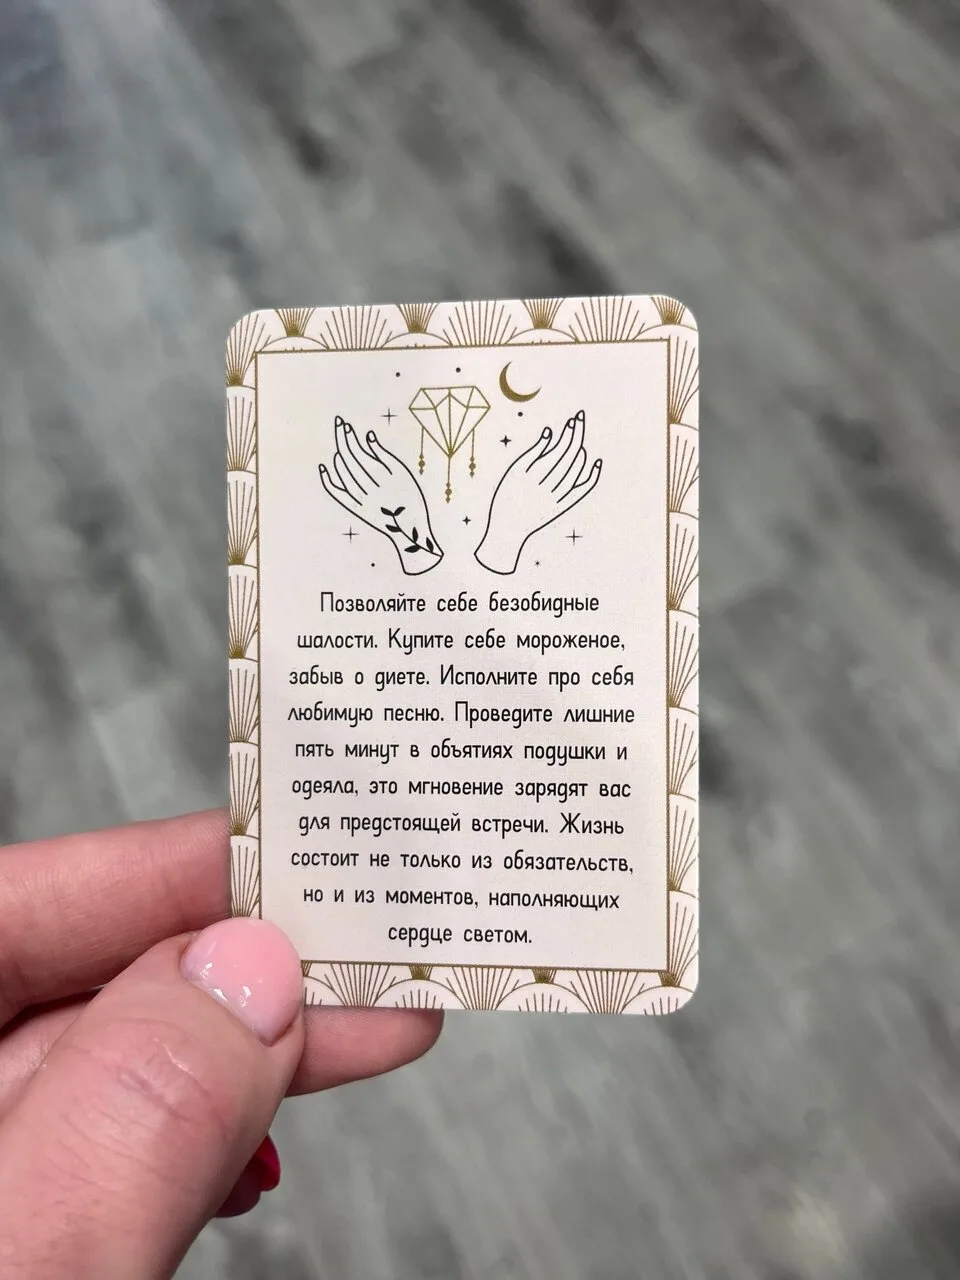 Позволяйте себе безобидные
шалости. Купите себе мороженое,
забыв о диете. Исполните про себя
любимую песню. Проведите лишние
пять минут в объятиях подушки и
одеяла, это мгновение зарядят вас
для предстоящей встречи. Жизнь
состоит не только из обязательств,
но и из моментов, наполняющих
сердце светом.